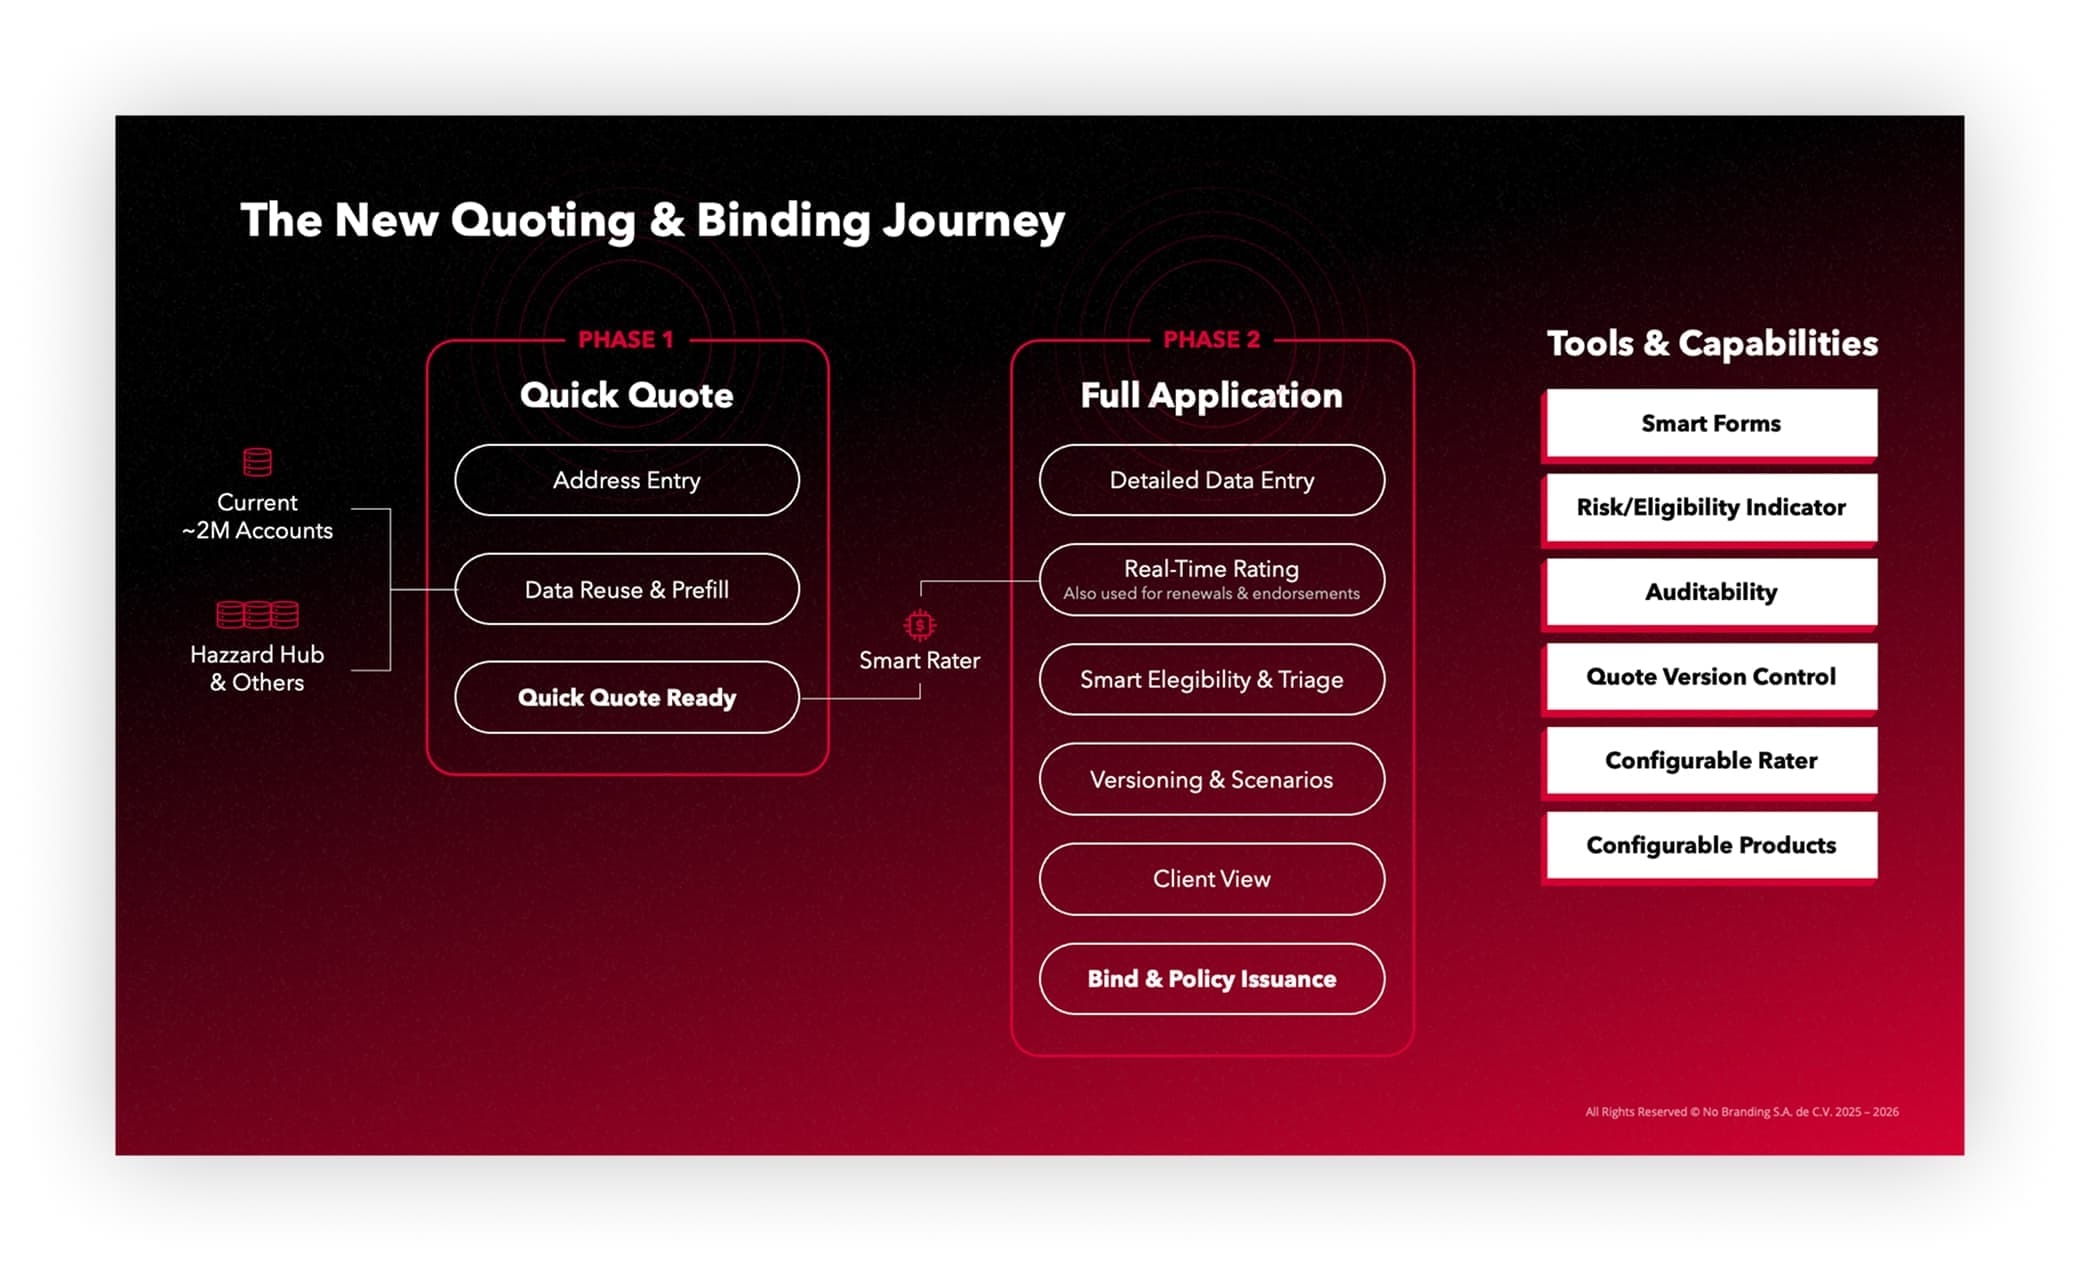 The New Quoting & Binding Journey
Current
~2M Accounts
Hazzard Hub
& Others
PHASE 1
Quick Quote
Address Entry
Data Reuse & Prefill
Quick Quote Ready
Smart Rater
PHASE 2
Full Application
Detailed Data Entry
Real-Time Rating
Also used for renewals & endorsements
Smart Elegibility & Triage
Versioning & Scenarios
Client View
Bind & Policy Issuance
Tools & Capabilities
Smart Forms
Risk/Eligibility Indicator
Auditability
Quote Version Control
Configurable Rater
Configurable Products
All Rights Reserved © No Branding S.A. de C.V. 2025 – 2026